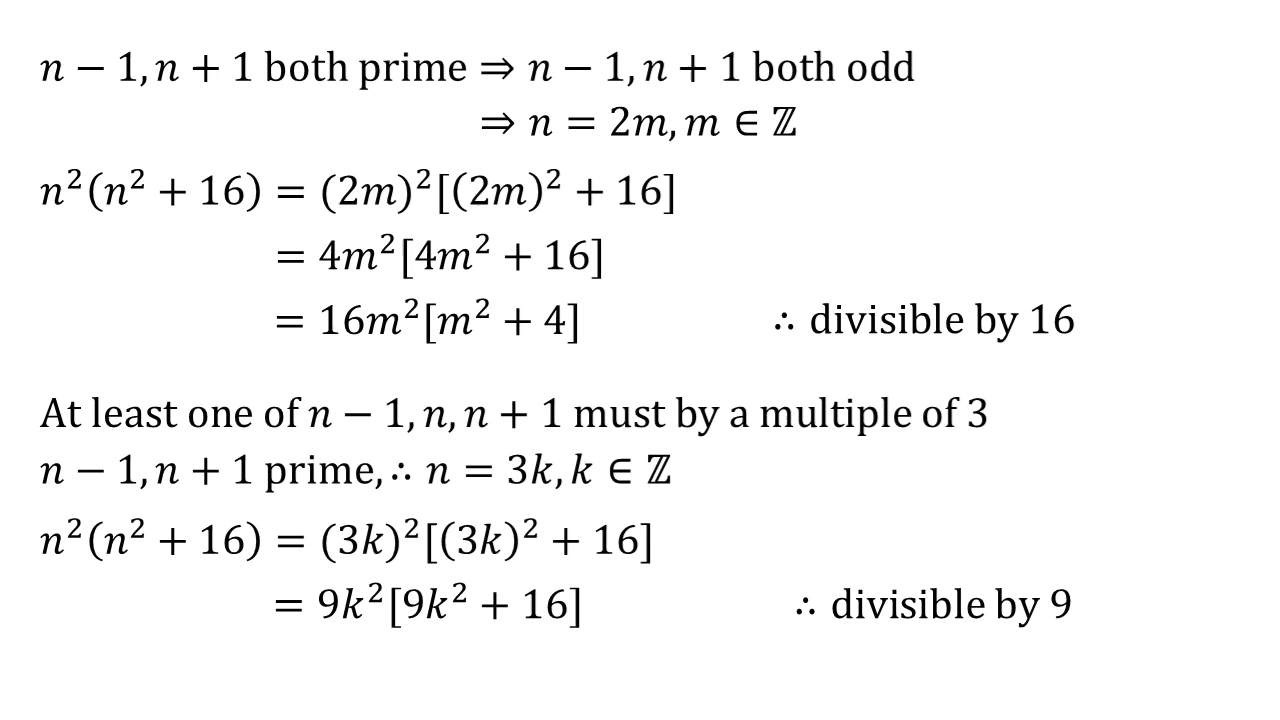 n − 1, n + 1 both prime ⇒ n − 1, n + 1 both odd
⇒ n = 2m, m ∈ ℤ
n²(n² + 16) = (2m)²[(2m)² + 16]
= 4m²[4m² + 16]
= 16m²[m² + 4] ∴ divisible by 16
At least one of n − 1, n, n + 1 must by a multiple of 3
n − 1, n + 1 prime, ∴ n = 3k, k ∈ ℤ
n²(n² + 16) = (3k)²[(3k)² + 16]
= 9k²[9k² + 16] ∴ divisible by 9